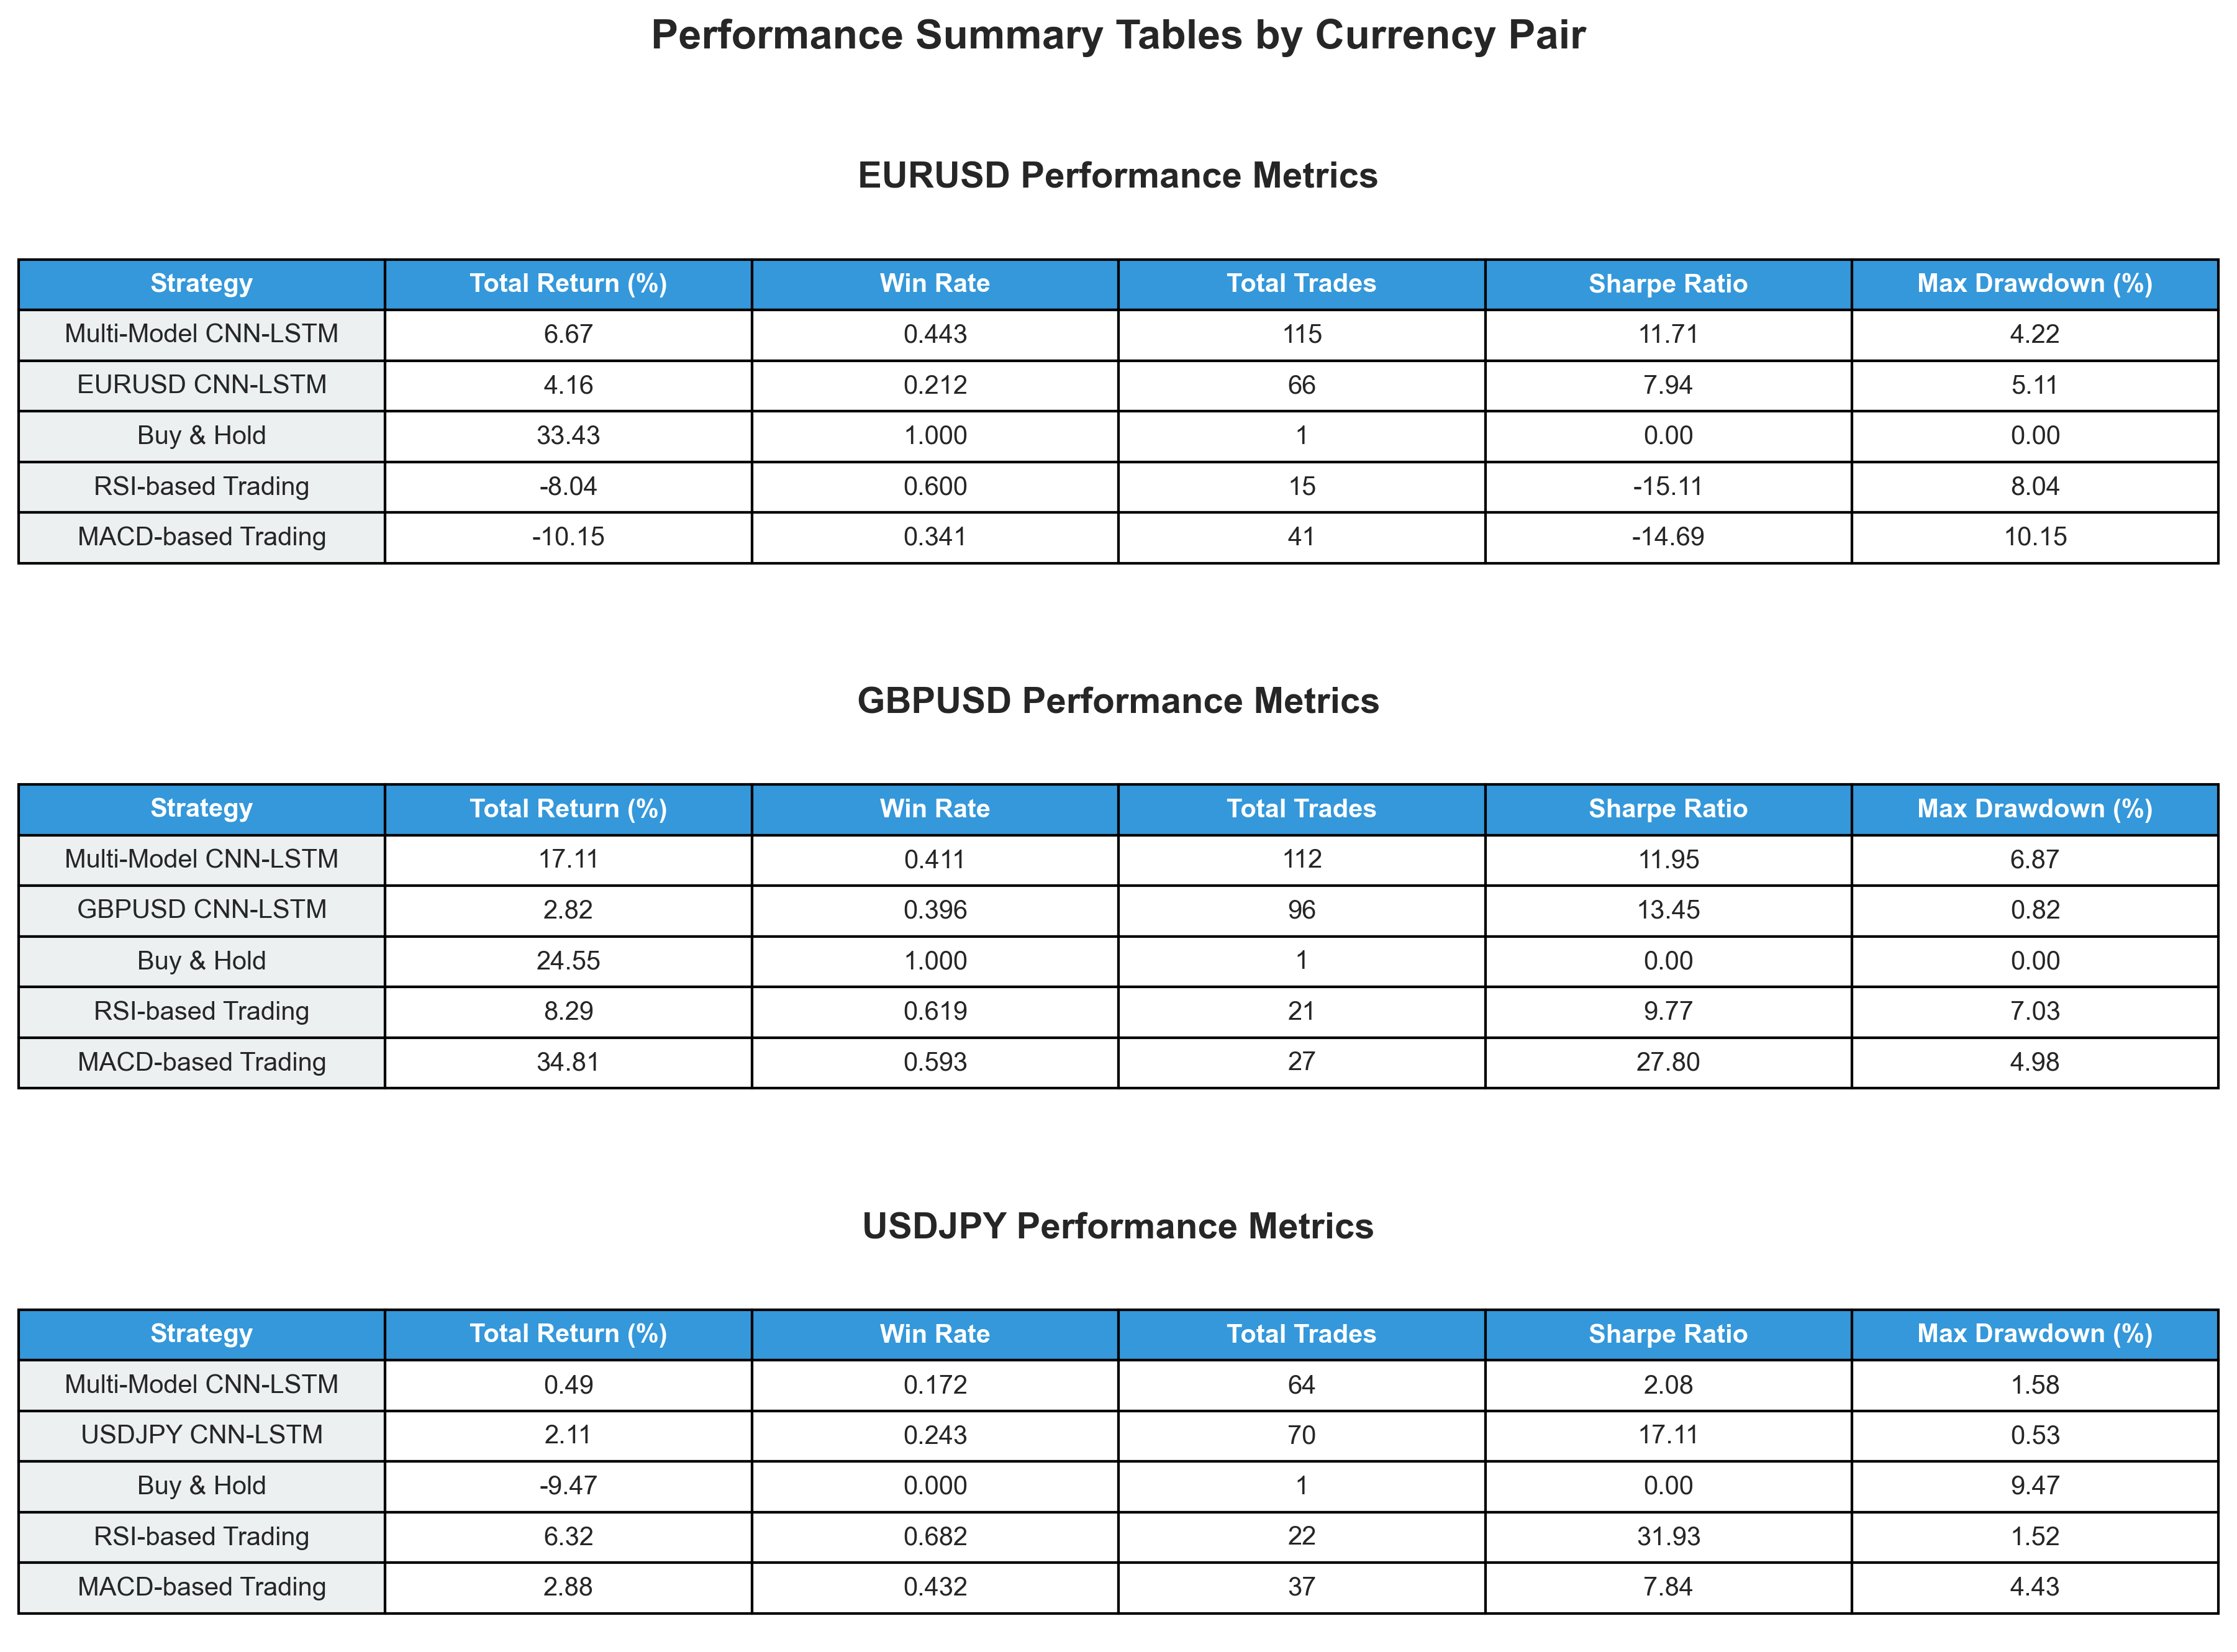 Performance Summary Tables by Currency Pair
EURUSD Performance Metrics
Strategy Total Return (%) Win Rate Total Trades Sharpe Ratio Max Drawdown (%)
Multi-Model CNN-LSTM 6.67 0.443 115 11.71 4.22
EURUSD CNN-LSTM 4.16 0.212 66 7.94 5.11
Buy & Hold 33.43 1.000 1 0.00 0.00
RSI-based Trading -8.04 0.600 15 -15.11 8.04
MACD-based Trading -10.15 0.341 41 -14.69 10.15
GBPUSD Performance Metrics
Strategy Total Return (%) Win Rate Total Trades Sharpe Ratio Max Drawdown (%)
Multi-Model CNN-LSTM 17.11 0.411 112 11.95 6.87
GBPUSD CNN-LSTM 2.82 0.396 96 13.45 0.82
Buy & Hold 24.55 1.000 1 0.00 0.00
RSI-based Trading 8.29 0.619 21 9.77 7.03
MACD-based Trading 34.81 0.593 27 27.80 4.98
USDJPY Performance Metrics
Strategy Total Return (%) Win Rate Total Trades Sharpe Ratio Max Drawdown (%)
Multi-Model CNN-LSTM 0.49 0.172 64 2.08 1.58
USDJPY CNN-LSTM 2.11 0.243 70 17.11 0.53
Buy & Hold -9.47 0.000 1 0.00 9.47
RSI-based Trading 6.32 0.682 22 31.93 1.52
MACD-based Trading 2.88 0.432 37 7.84 4.43